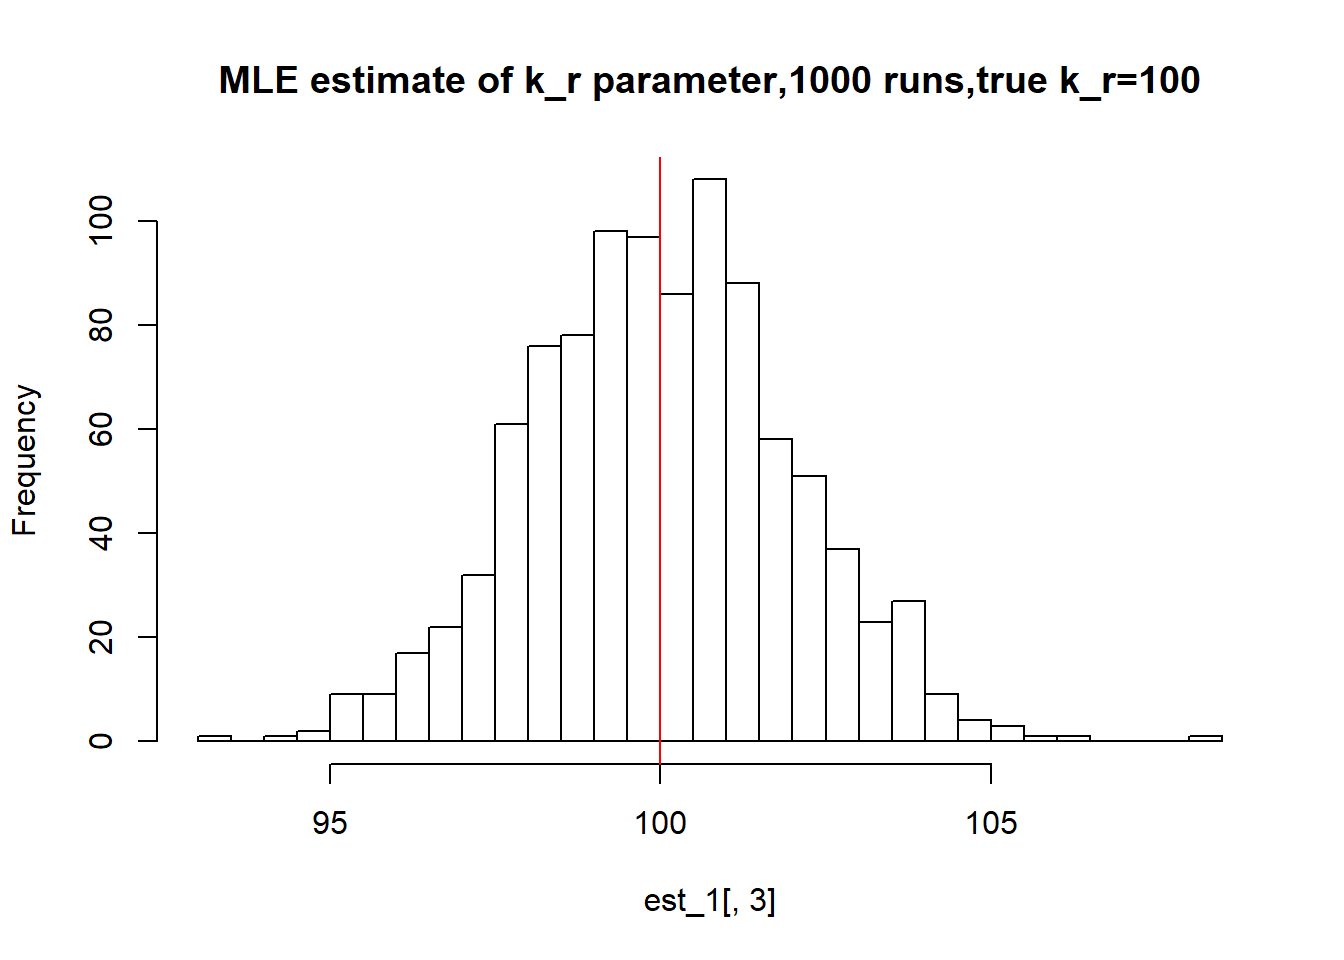 MLE estimate of k_r parameter,1000 runs,true k_r=100
Frequency
100
80
60
40
20
0
95 100 105
est_1[, 3]